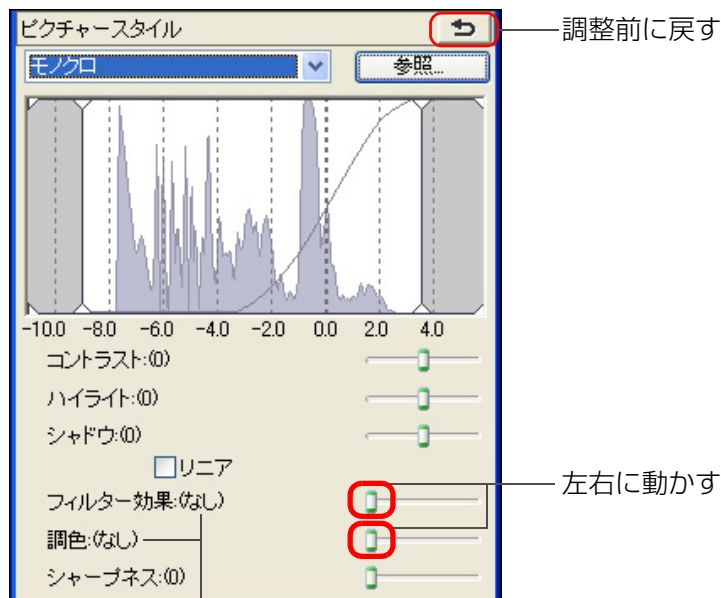 ピクチャースタイル
調整前に戻す
モノクロ
参照...
-10.0 -8.0 -6.0 -4.0 -2.0 0.0 2.0 4.0
コントラスト:(0)
ハイライト:(0)
シャドウ:(0)
リニア
フィルター効果:(なし)
左右に動かす
調色:(なし)
シャープネス:(0)